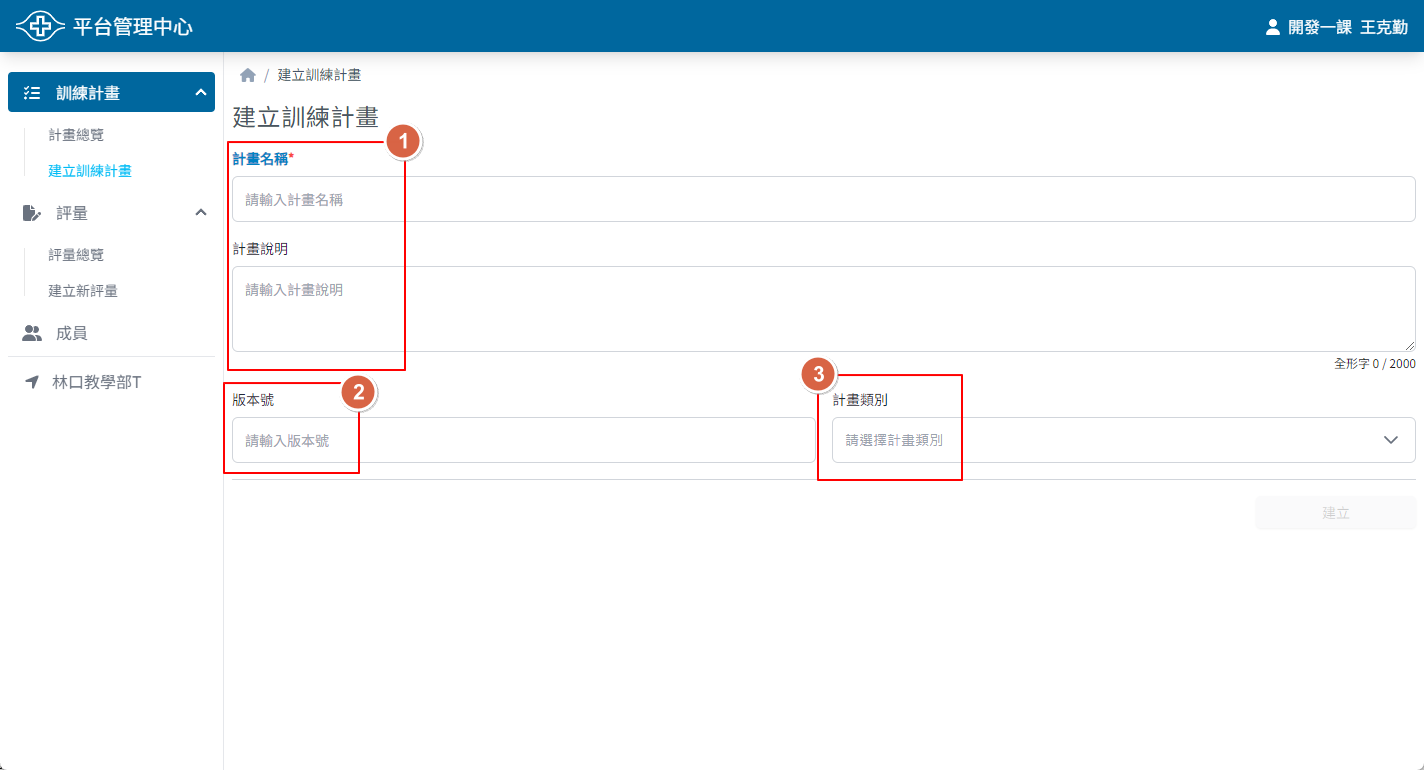 平台管理中心
開發一課 王克勤
訓練計畫
計畫總覽
建立訓練計畫
評量
評量總覽
建立新評量
成員
林口教學部T
/ 建立訓練計畫
建立訓練計畫
1
計畫名稱*
請輸入計畫名稱
計畫說明
請輸入計畫說明
全形字 0 / 2000
2
版本號
請輸入版本號
3
計畫類別
請選擇計畫類別
建立